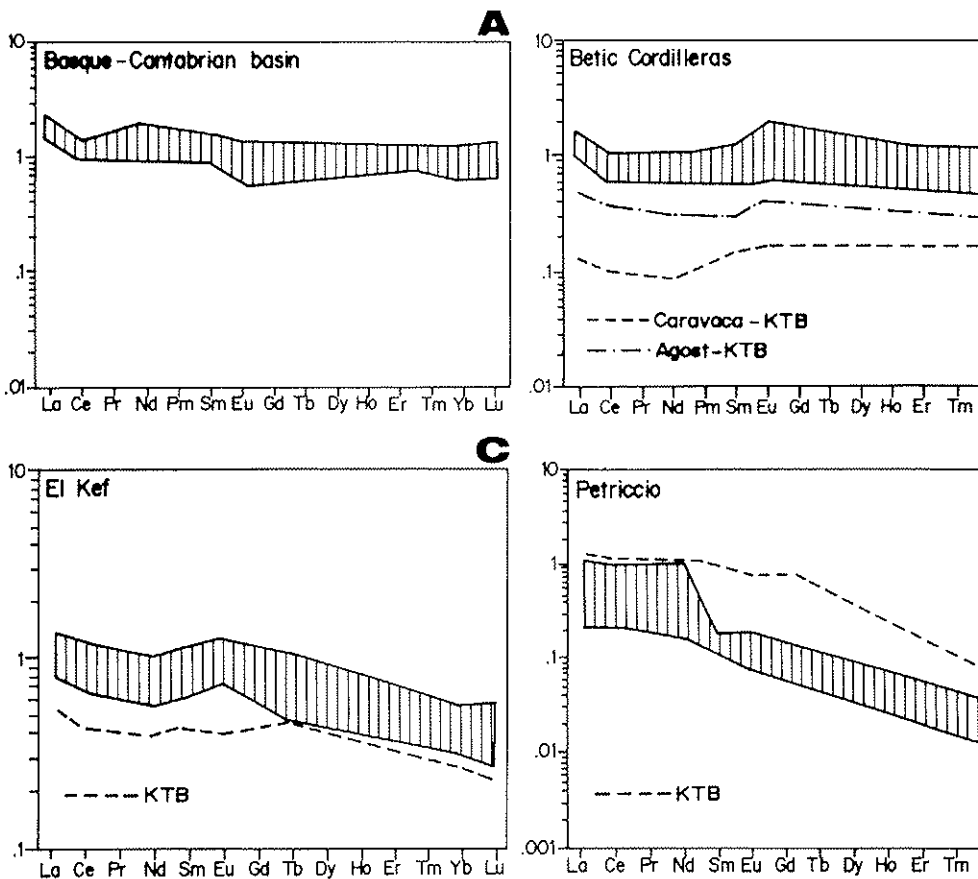 A
10
Basque-Cantabrian basin
1
.1
.01
La Ce Pr Nd Pm Sm Eu Gd Tb Dy Ho Er Tm Yb Lu
10
Betic Cordilleras
1
.1
Caravaca-KTB
Agost-KTB
.01
La Ce Pr Nd Pm Sm Eu Gd Tb Dy Ho Er Tm
C
10
El Kef
1
KTB
.1
La Ce Pr Nd Sm Eu Gd Tb Dy Ho Er Tm Yb Lu
10
Petriccio
1
.1
.01
KTB
.001
La Ce Pr Nd Sm Eu Gd Tb Dy Ho Er Tm